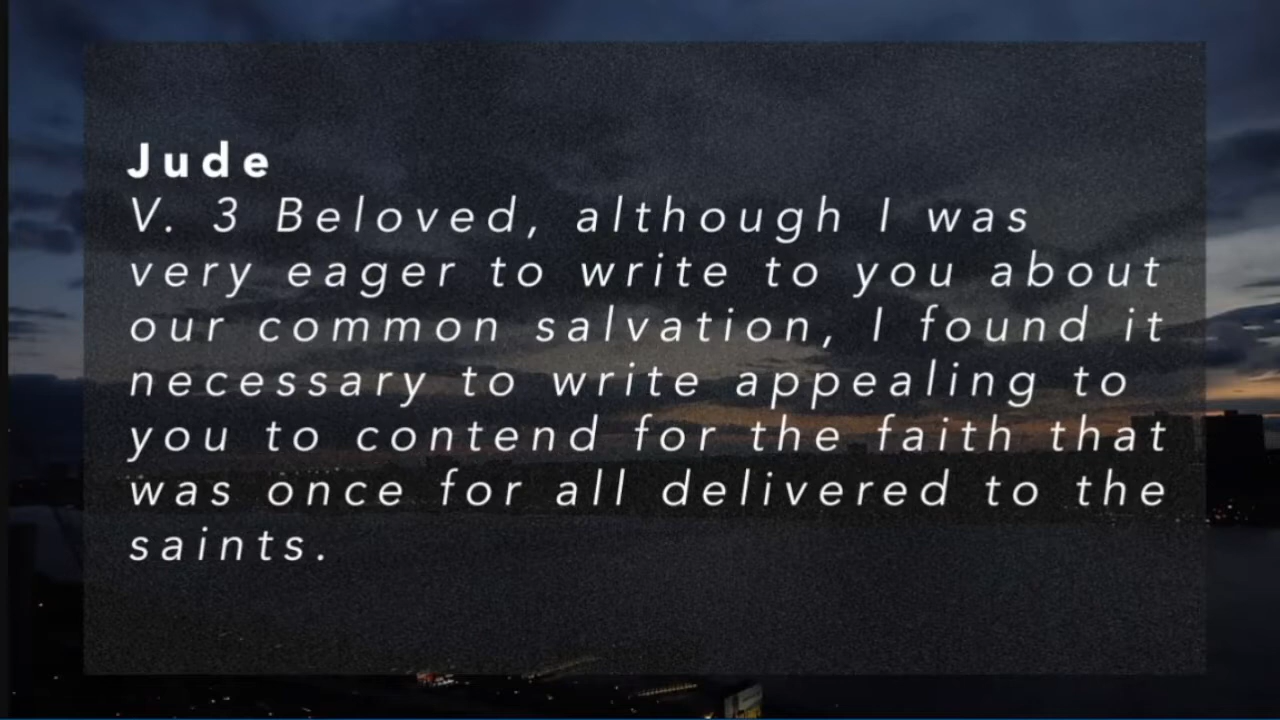 Jude
V. 3 Beloved, although I was
very eager to write to you about
our common salvation, I found it
necessary to write appealing to
you to contend for the faith that
was once for all delivered to the
saints.